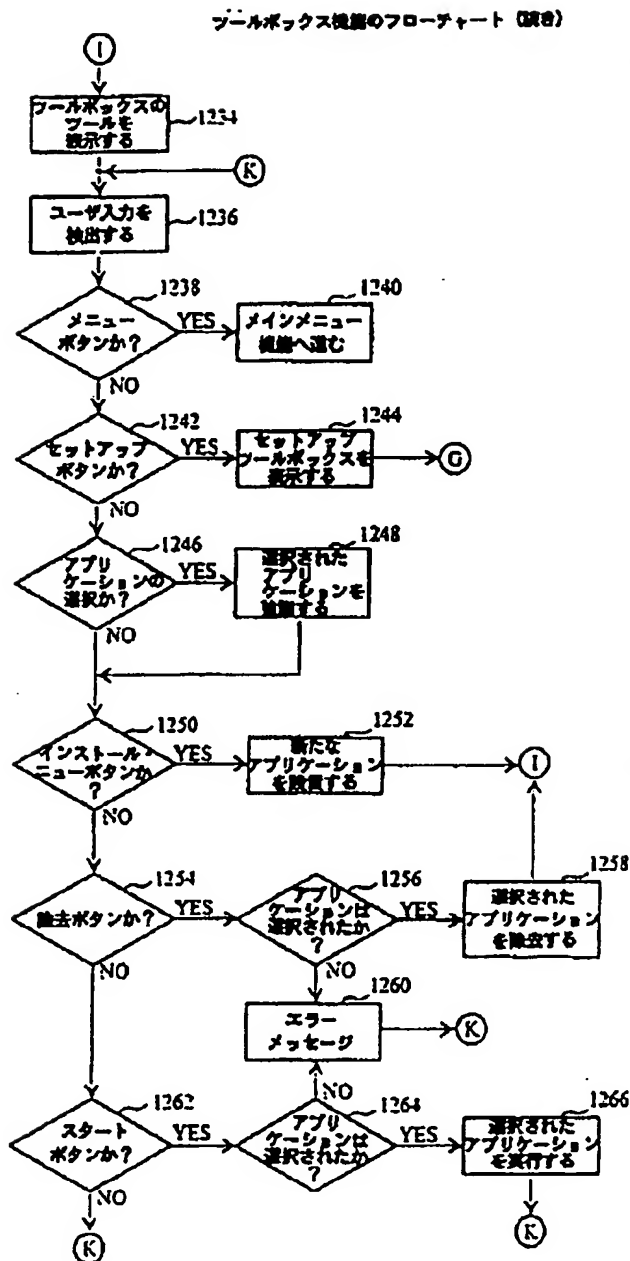 ツールボックス機能のフローチャート（続き）
I
ツールボックスの
ツールを
表示する
1234
K
ユーザ入力を
検出する
1236
1238
メニュー
ボタンか？
YES
1240
メインメニュー
機能へ進む
NO
1242
セットアップ
ボタンか？
YES
1244
セットアップ
ツールボックスを
表示する
G
NO
1246
アプリ
ケーションの
選択か？
YES
1248
選択された
アプリ
ケーションを
する
NO
1250
インストール・
ニューボタンか
？
YES
1252
新たな
アプリケーション
を設置する
I
NO
1254
除去ボタンか？
YES
1256
アプリ
ケーションは
選択されたか
？
YES
1258
選択された
アプリケーション
を除去する
NO
NO
1260
エラー
メッセージ
K
NO
1262
スタート
ボタンか？
YES
1264
アプリ
ケーションは
選択されたか
？
YES
1266
選択された
アプリケーション
を実行する
NO
K
K